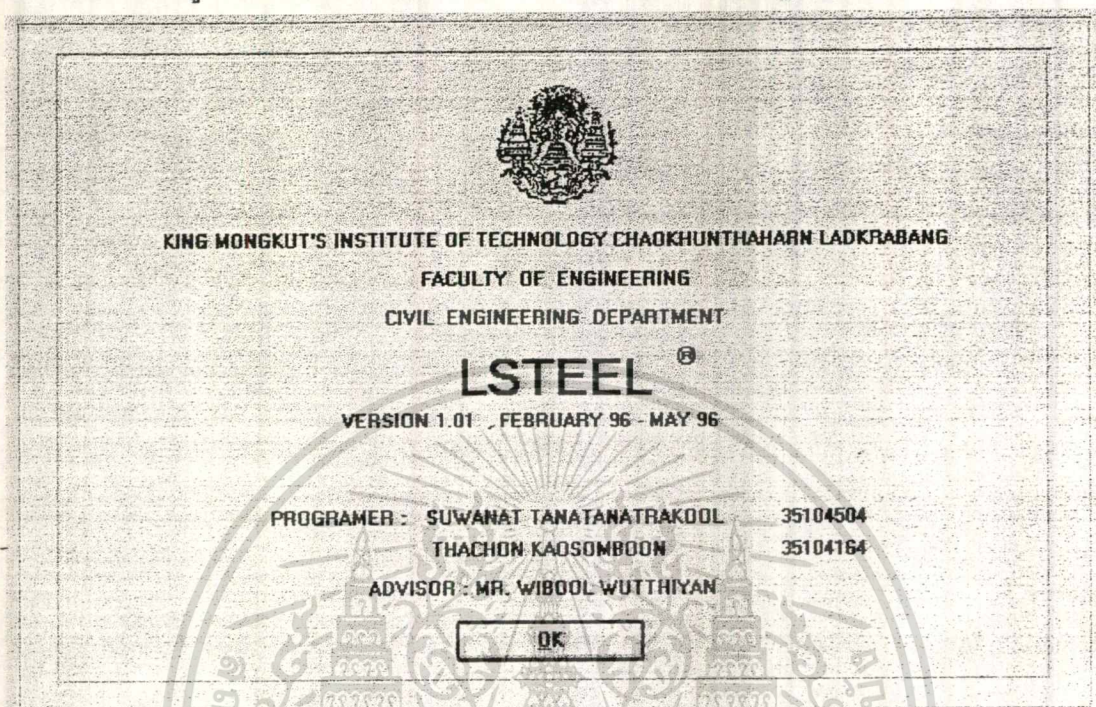 KING MONGKUT'S INSTITUTE OF TECHNOLOGY CHAOKHUNTHAHARN LADKRABANG
FACULTY OF ENGINEERING
CIVIL ENGINEERING DEPARTMENT
LSTEEL ®
VERSION 1.01 , FEBRUARY 96 - MAY 96
PROGRAMER : SUWANAT TANATANATRAKOOL 35104504
THACHON KAOSOMBOON 35104164
ADVISOR : MR. WIBOOL WUTTHIYAN
OK